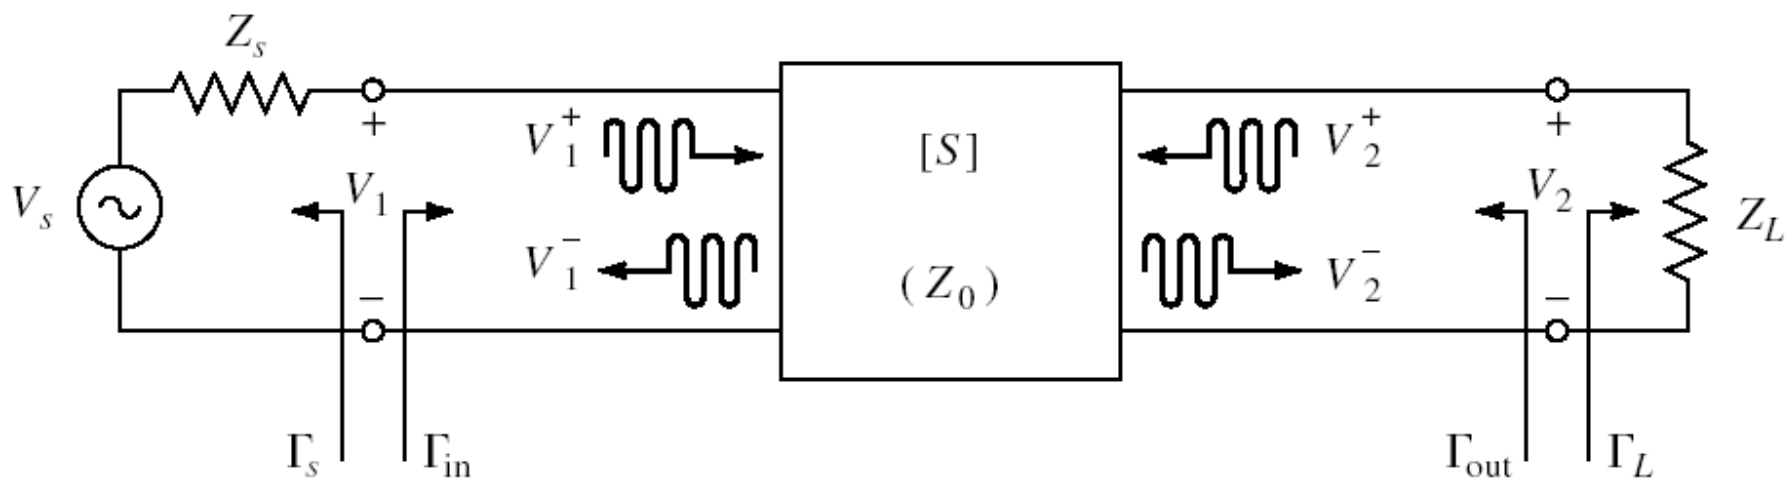 Z_s
+
V_1^+
[S]
V_2^+
+
V_s
V_1
V_2
Z_L
V_1^-
(Z_0)
V_2^-
−
−
Γ_s
Γ_in
Γ_out
Γ_L